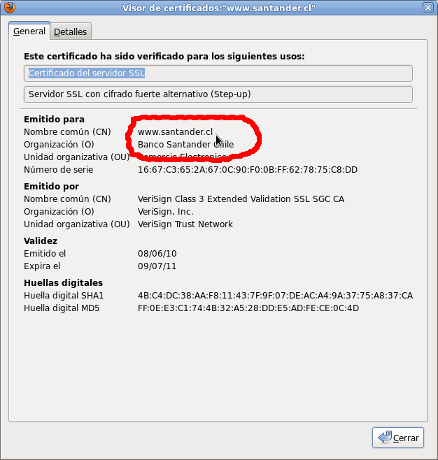 Visor de certificados:"www.santander.cl"
General Detalles
Este certificado ha sido verificado para los siguientes usos:
Certificado del servidor SSL
Servidor SSL con cifrado fuerte alternativo (Step-up)
Emitido para
Nombre común (CN) www.santander.cl
Organización (O) Banco Santander Chile
Unidad organizativa (OU) Comercio Electronico
Número de serie 16:67:C3:65:2A:67:0C:90:F0:0B:FF:62:78:75:C8:DD
Emitido por
Nombre común (CN) VeriSign Class 3 Extended Validation SSL SGC CA
Organización (O) VeriSign, Inc.
Unidad organizativa (OU) VeriSign Trust Network
Validez
Emitido el 08/06/10
Expira el 09/07/11
Huellas digitales
Huella digital SHA1 4B:C4:DC:38:AA:F8:11:43:7F:9F:07:DE:AC:A4:9A:37:75:A8:37:CA
Huella digital MD5 FF:0E:E3:C1:74:4B:32:A5:28:DD:E5:AD:FE:CE:0C:4D
Cerrar